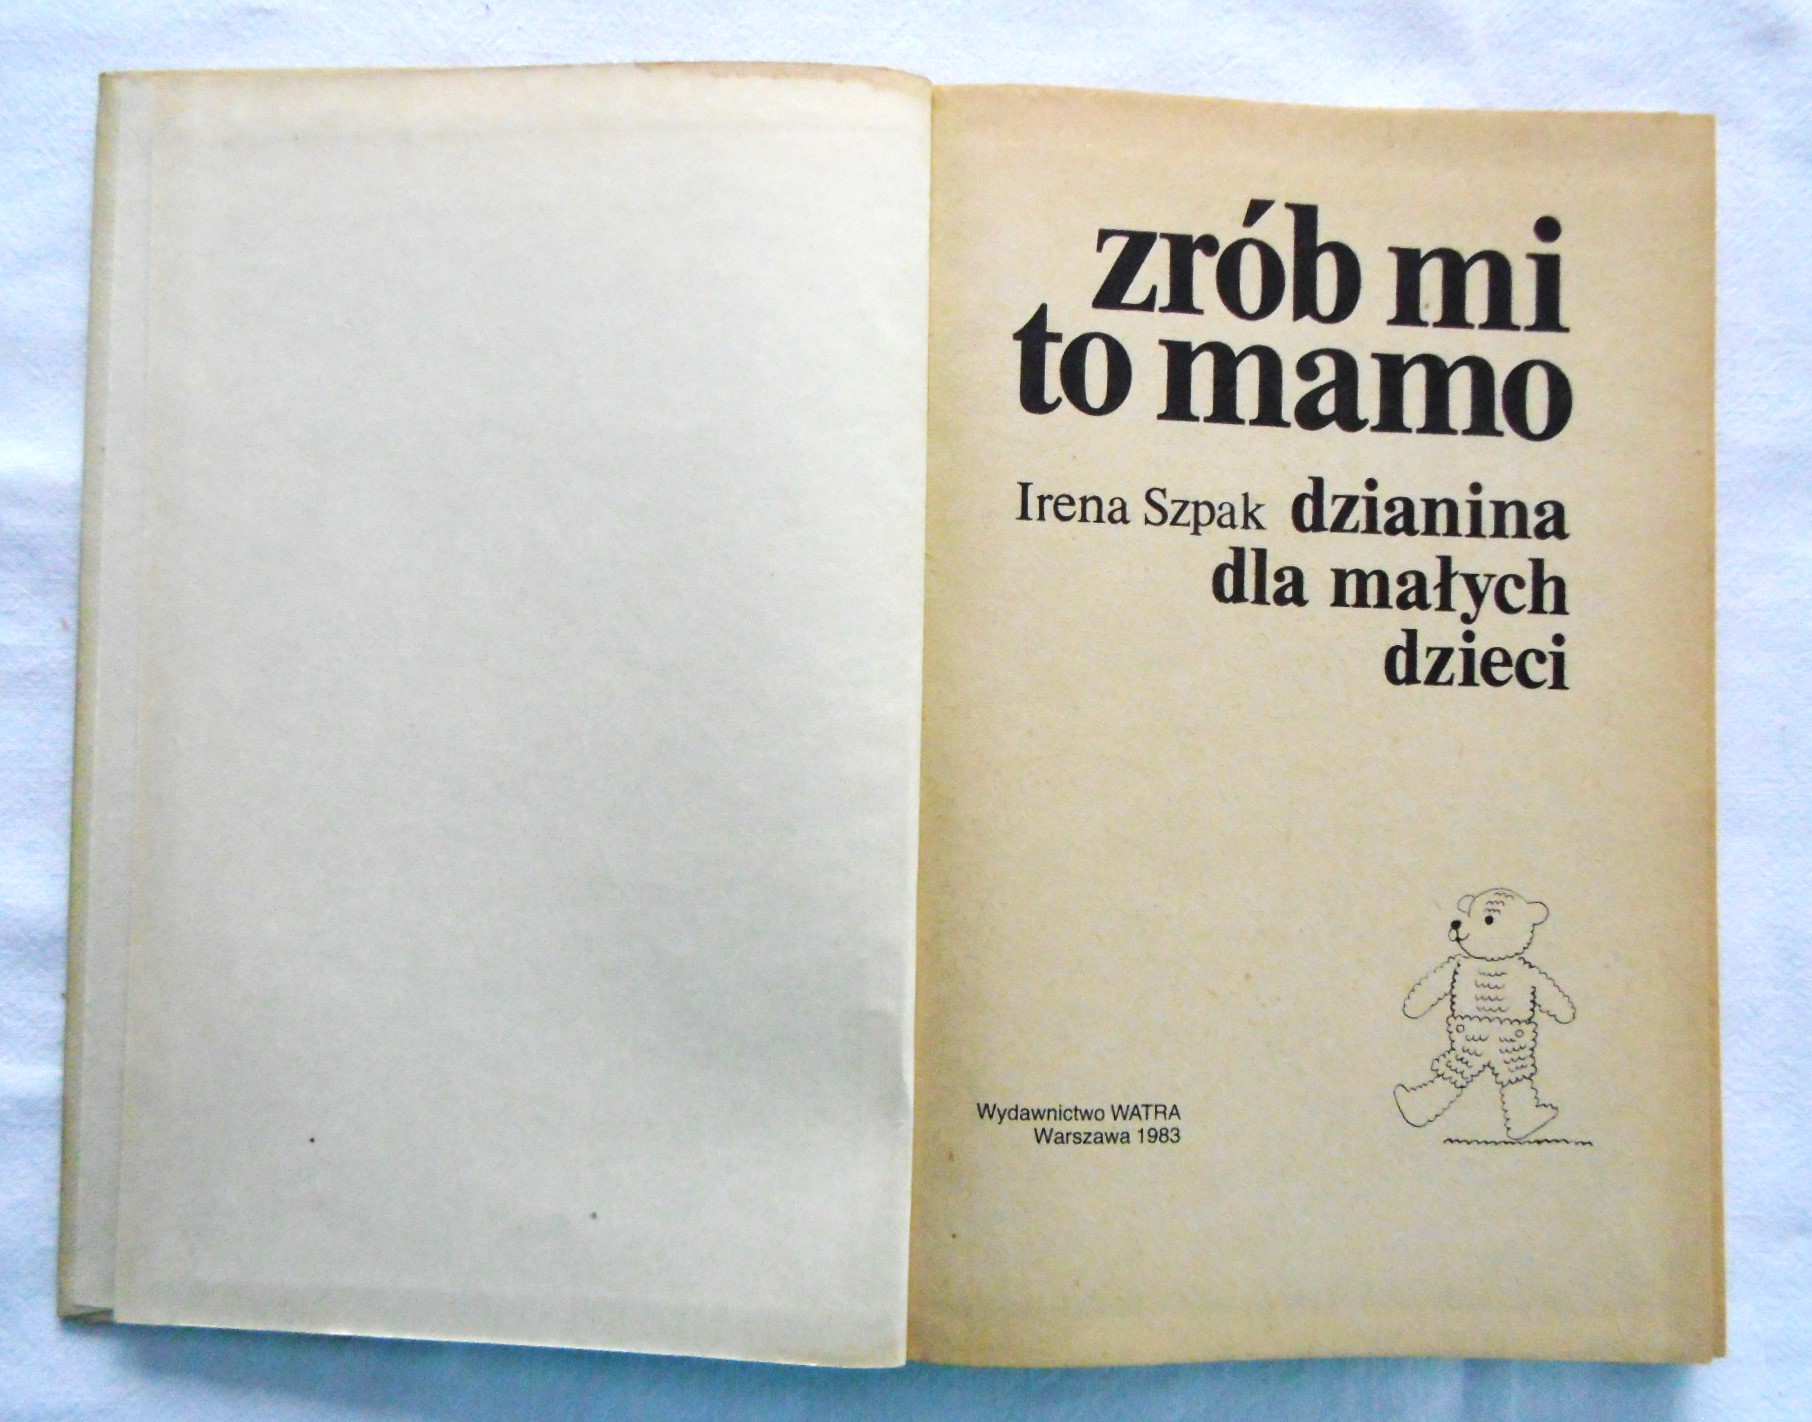 zrób mi
to mamo
Irena Szpak dzianina
dla małych
dzieci
Wydawnictwo WATRA
Warszawa 1983